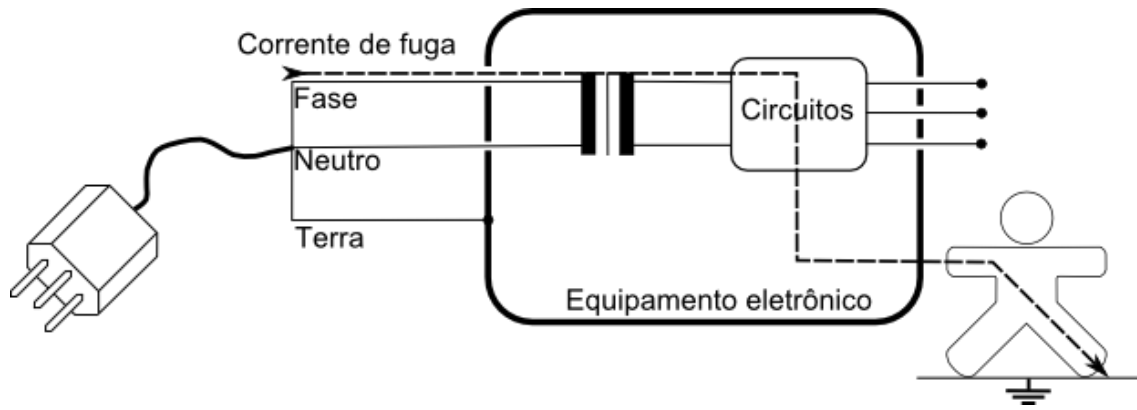 Corrente de fuga
Fase
Circuitos
Neutro
Terra
Equipamento eletrônico